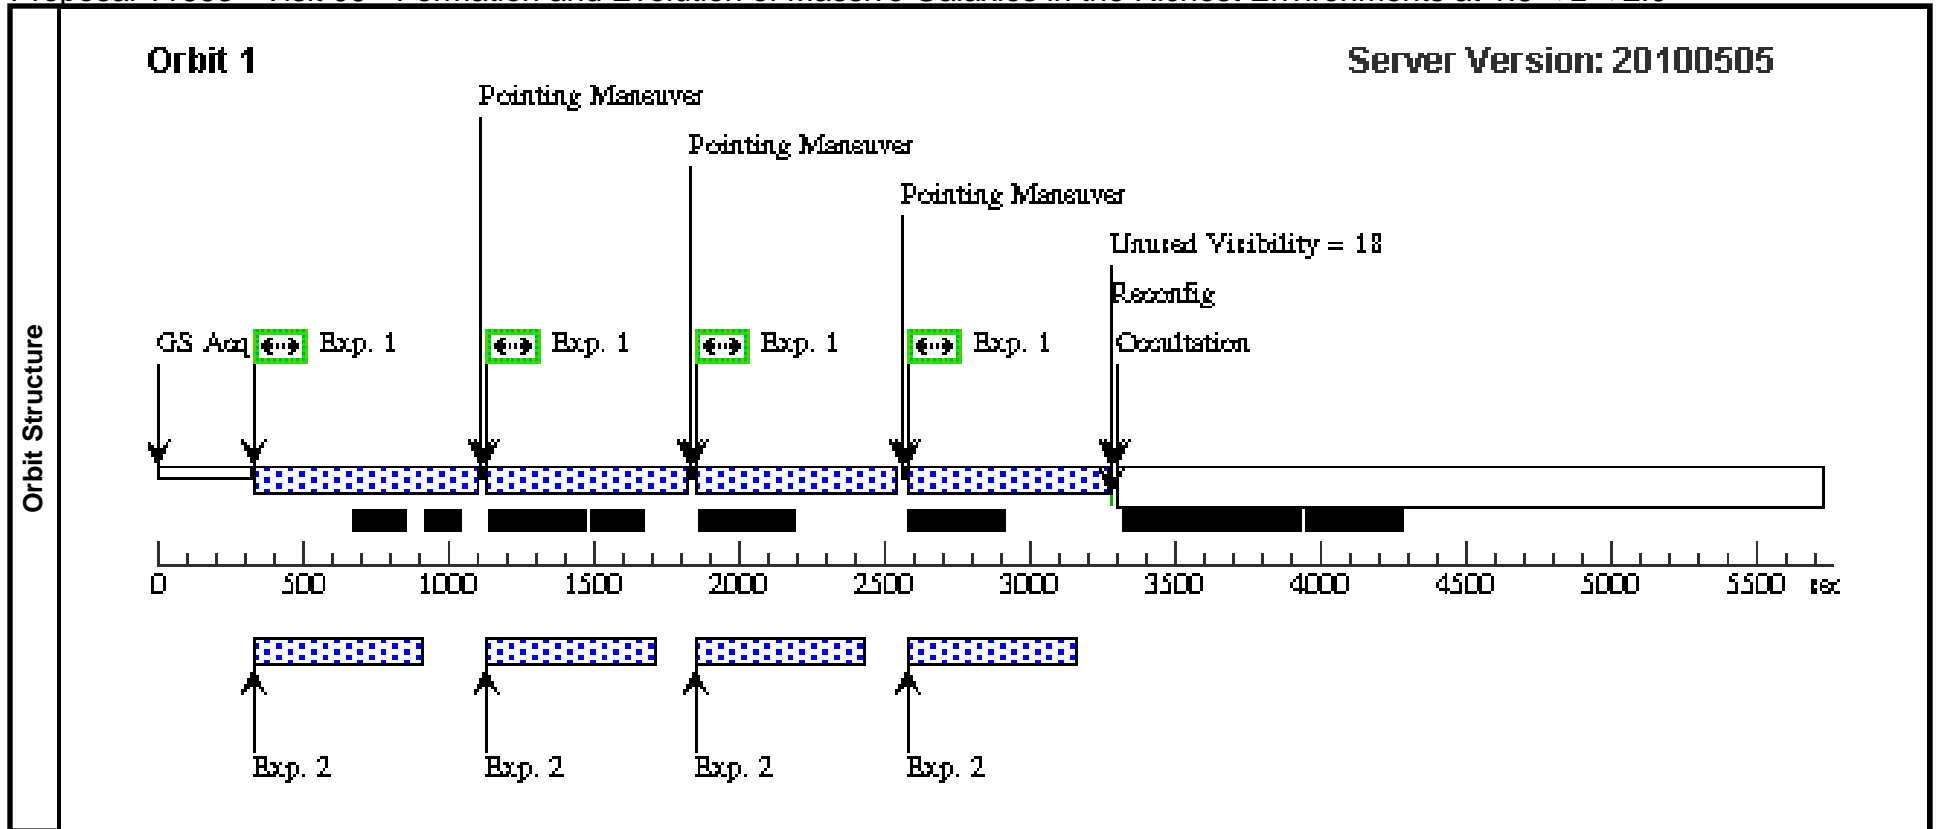 Orbit 1
Server Version: 20100505
Pointing Maneuver
Pointing Maneuver
Pointing Maneuver
Unused Visibility = 18
Reconfig
GS Acq
Exp. 1
Exp. 1
Exp. 1
Exp. 1
Occultation
Orbit Structure
0 500 1000 1500 2000 2500 3000 3500 4000 4500 5000 5500 sec
Exp. 2
Exp. 2
Exp. 2
Exp. 2